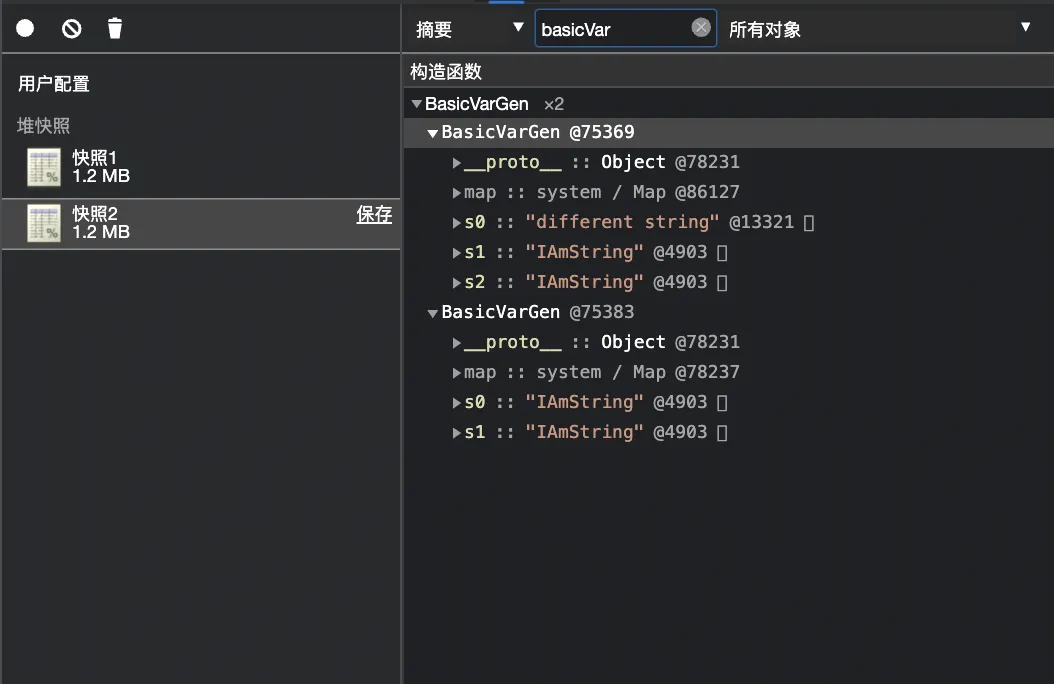 摘要 basicVar 所有对象
用户配置
堆快照
快照1
1.2 MB
快照2 保存
1.2 MB
构造函数
BasicVarGen ×2
BasicVarGen @75369
__proto__ :: Object @78231
map :: system / Map @86127
s0 :: "different string" @13321
s1 :: "IAmString" @4903
s2 :: "IAmString" @4903
BasicVarGen @75383
__proto__ :: Object @78231
map :: system / Map @78237
s0 :: "IAmString" @4903
s1 :: "IAmString" @4903